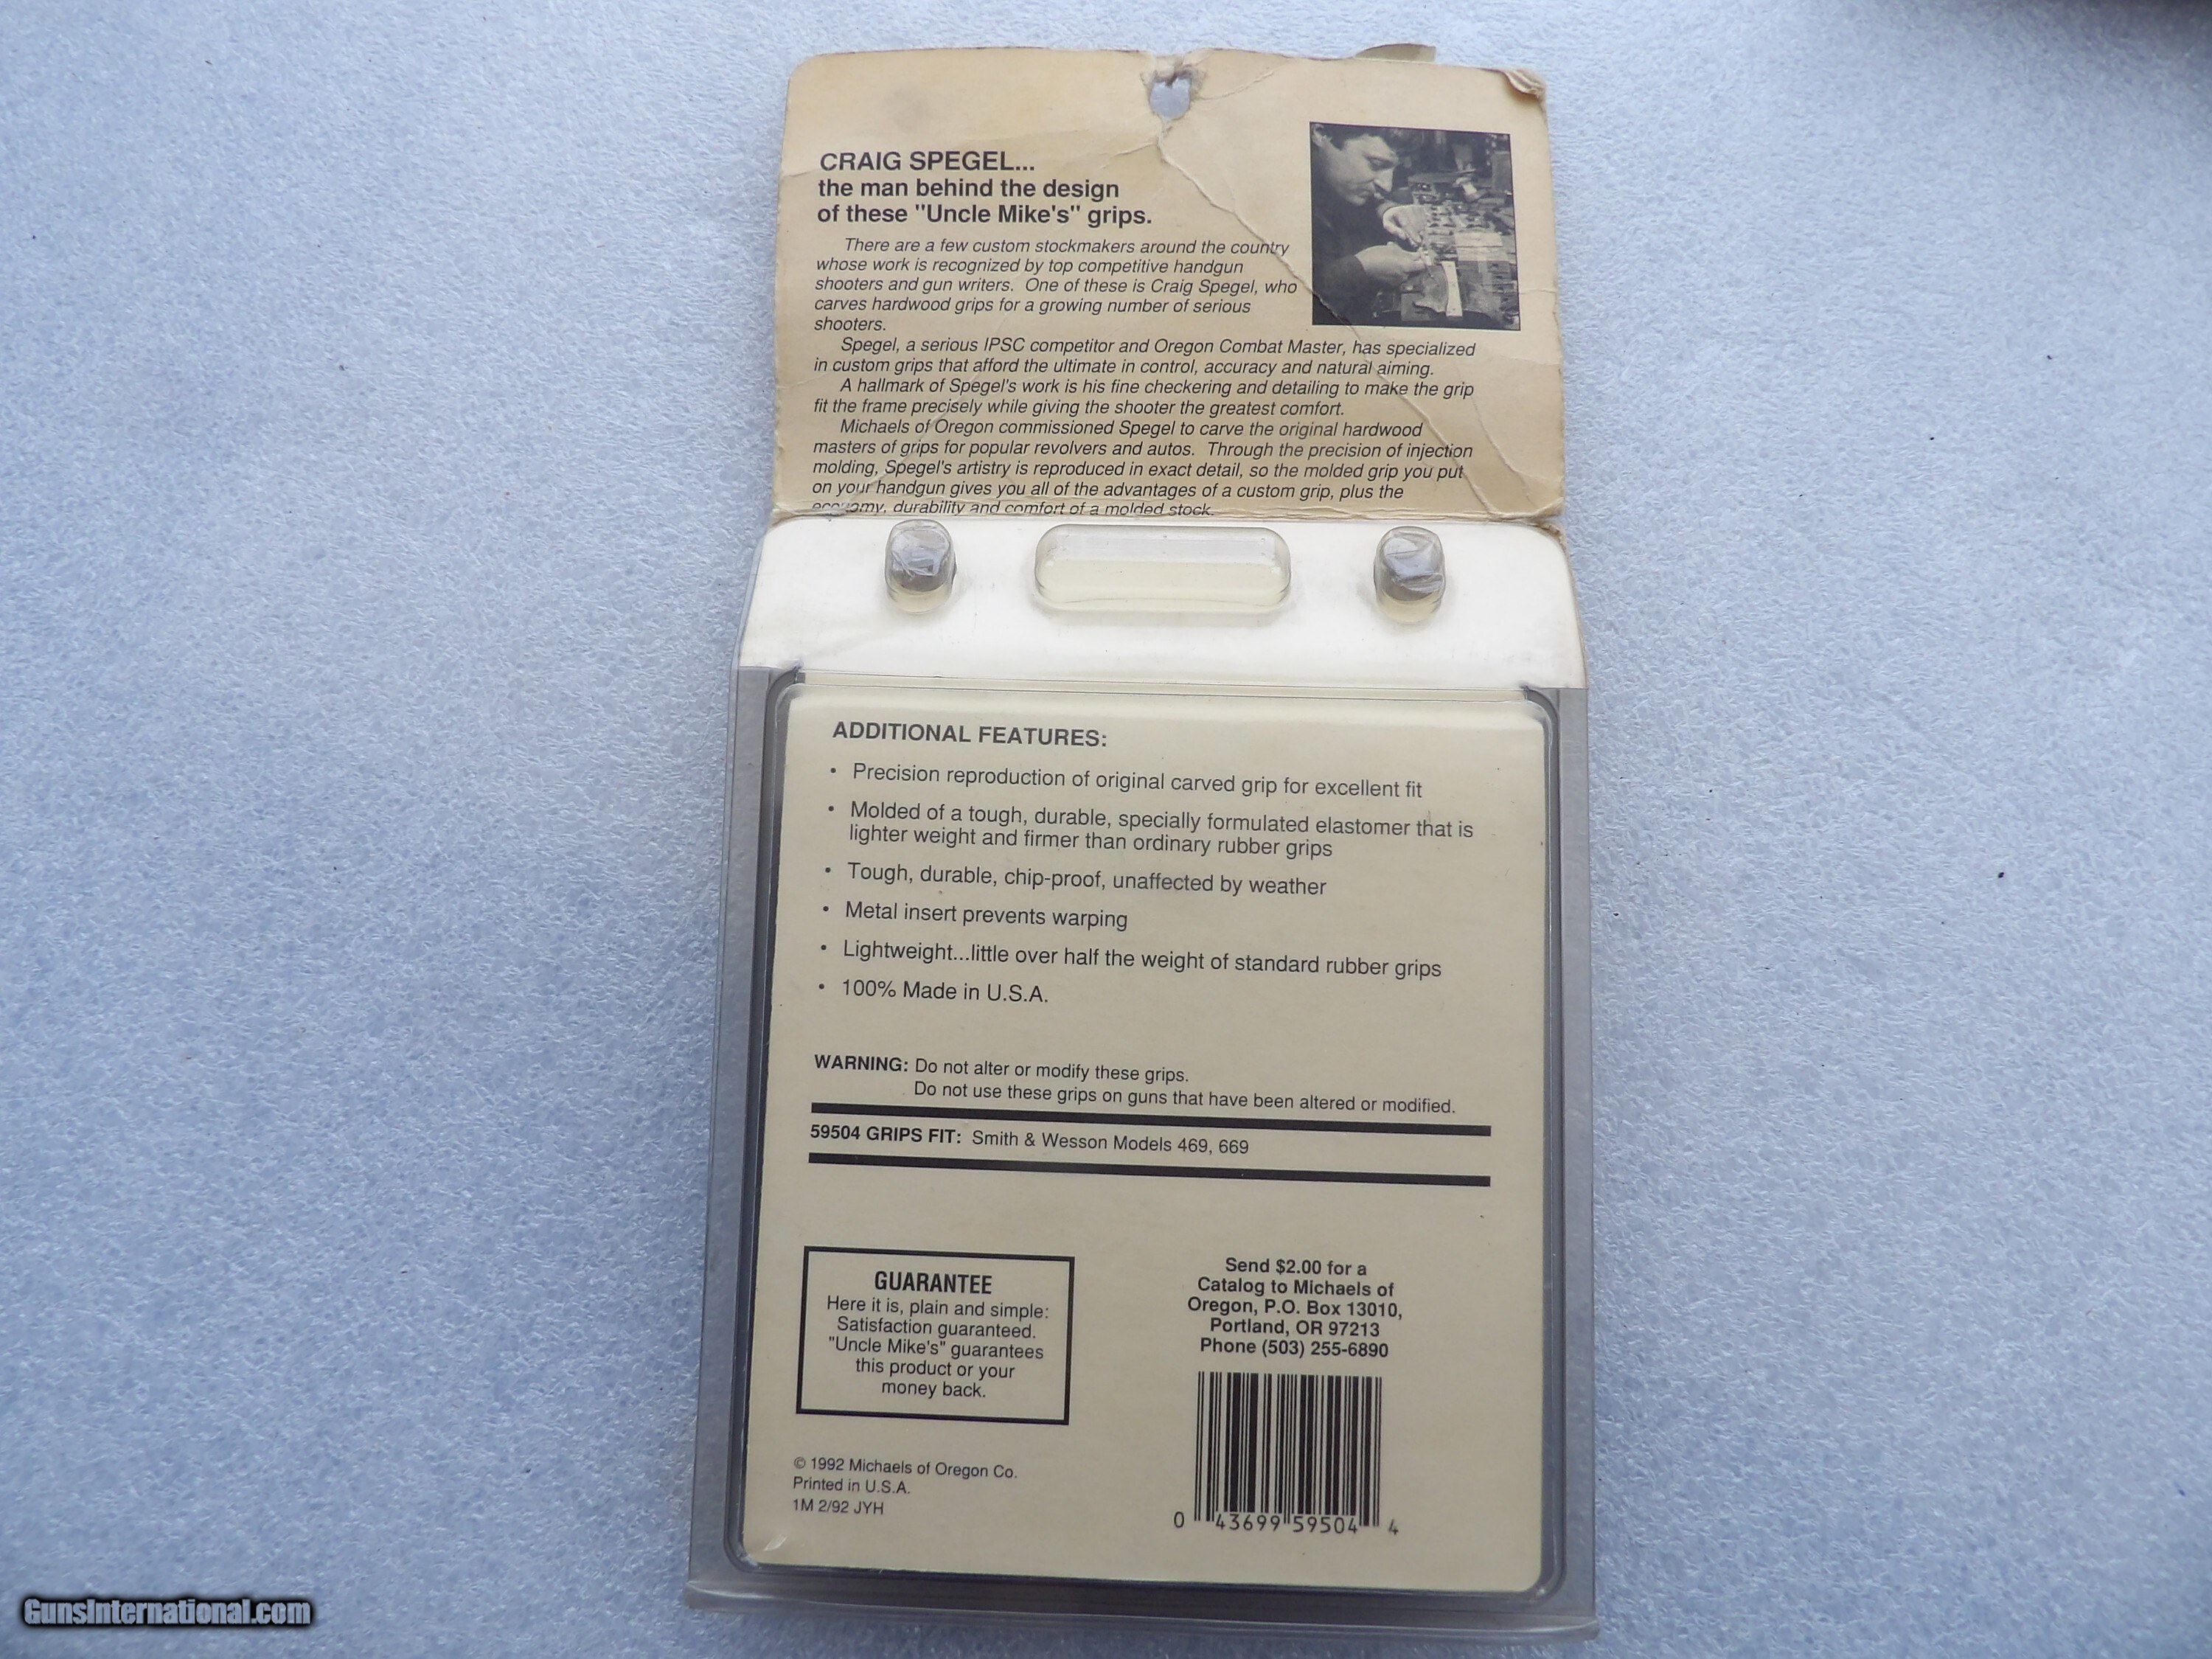 CRAIG SPEGEL...
the man behind the design
of these "Uncle Mike's" grips.
There are a few custom stockmakers around the country
whose work is recognized by top competitive handgun
shooters and gun writers. One of these is Craig Spegel, who
carves hardwood grips for a growing number of serious
shooters.
Spegel, a serious IPSC competitor and Oregon Combat Master, has specialized
in custom grips that afford the ultimate in control, accuracy and natural aiming.
A hallmark of Spegel's work is his fine checkering and detailing to make the grip
fit the frame precisely while giving the shooter the greatest comfort.
Michaels of Oregon commissioned Spegel to carve the original hardwood
masters of grips for popular revolvers and autos. Through the precision of injection
molding, Spegel's artistry is reproduced in exact detail, so the molded grip you put
on your handgun gives you all of the advantages of a custom grip, plus the
economy, durability and comfort of a molded stock.
ADDITIONAL FEATURES:
• Precision reproduction of original carved grip for excellent fit
• Molded of a tough, durable, specially formulated elastomer that is
lighter weight and firmer than ordinary rubber grips
• Tough, durable, chip-proof, unaffected by weather
• Metal insert prevents warping
• Lightweight...little over half the weight of standard rubber grips
• 100% Made in U.S.A.
WARNING: Do not alter or modify these grips.
Do not use these grips on guns that have been altered or modified.
59504 GRIPS FIT: Smith & Wesson Models 469, 669
GUARANTEE
Here it is, plain and simple:
Satisfaction guaranteed.
"Uncle Mike's" guarantees
this product or your
money back.
© 1992 Michaels of Oregon Co.
Printed in U.S.A.
1M 2/92 JYH
Send $2.00 for a
Catalog to Michaels of
Oregon, P.O. Box 13010,
Portland, OR 97213
Phone (503) 255-6890
0 43699 59504 4
GunsInternational.com